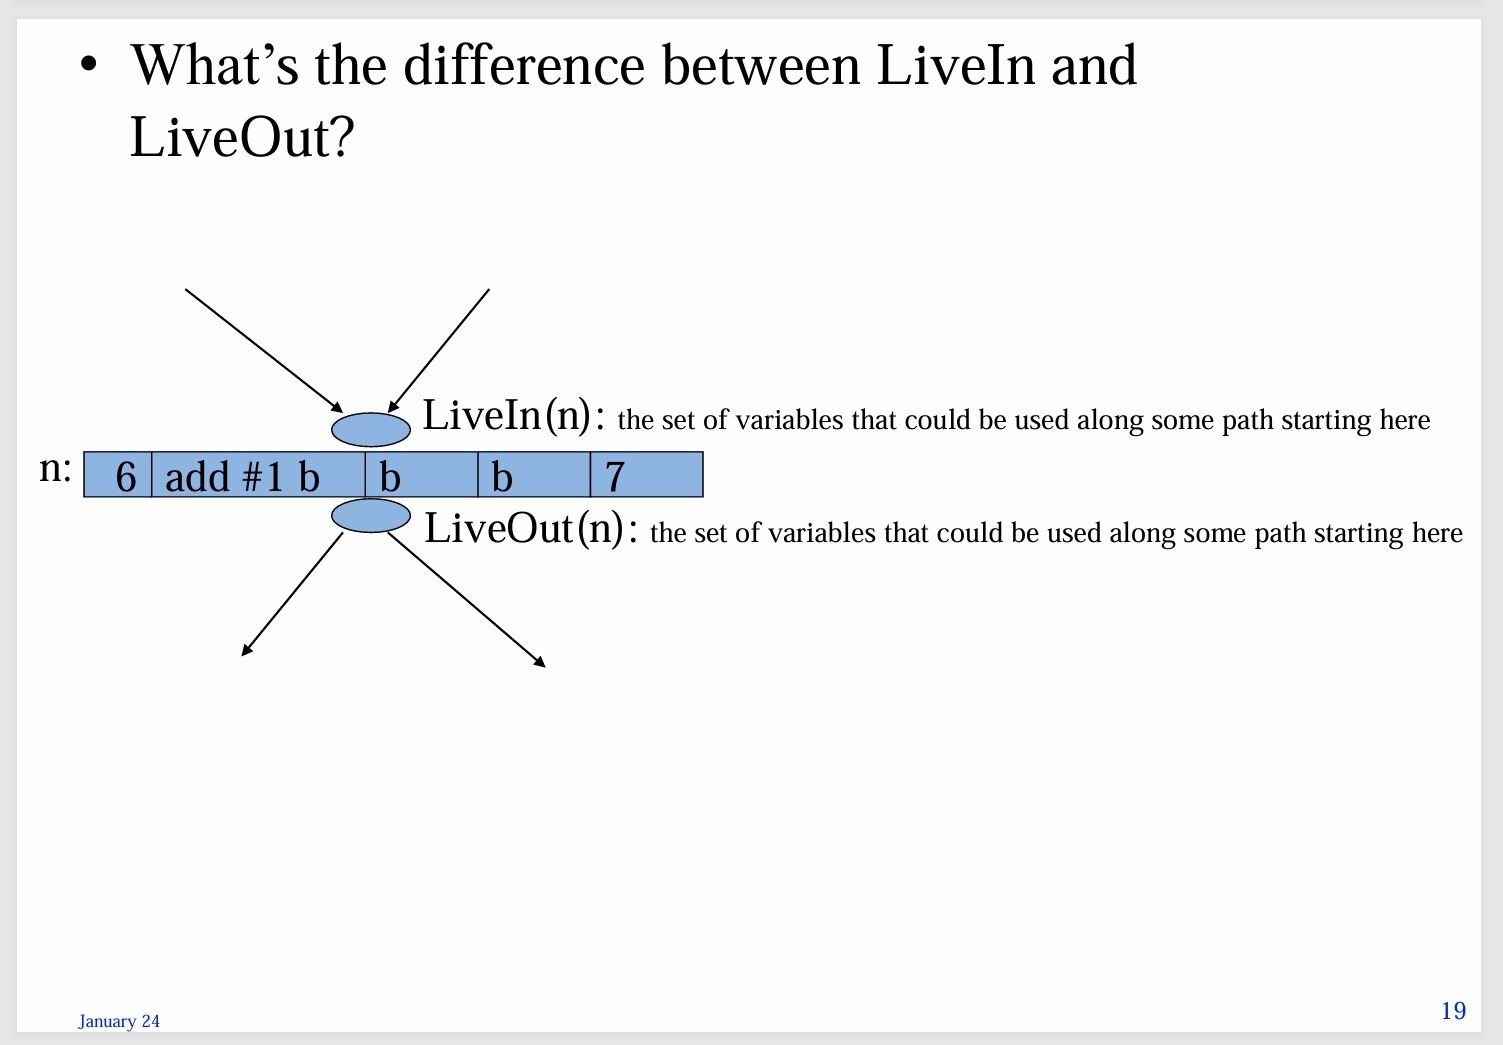 • What’s the difference between LiveIn and
LiveOut?
LiveIn(n): the set of variables that could be used along some path starting here
n: 6 add #1 b b b 7
LiveOut(n): the set of variables that could be used along some path starting here
January 24
19